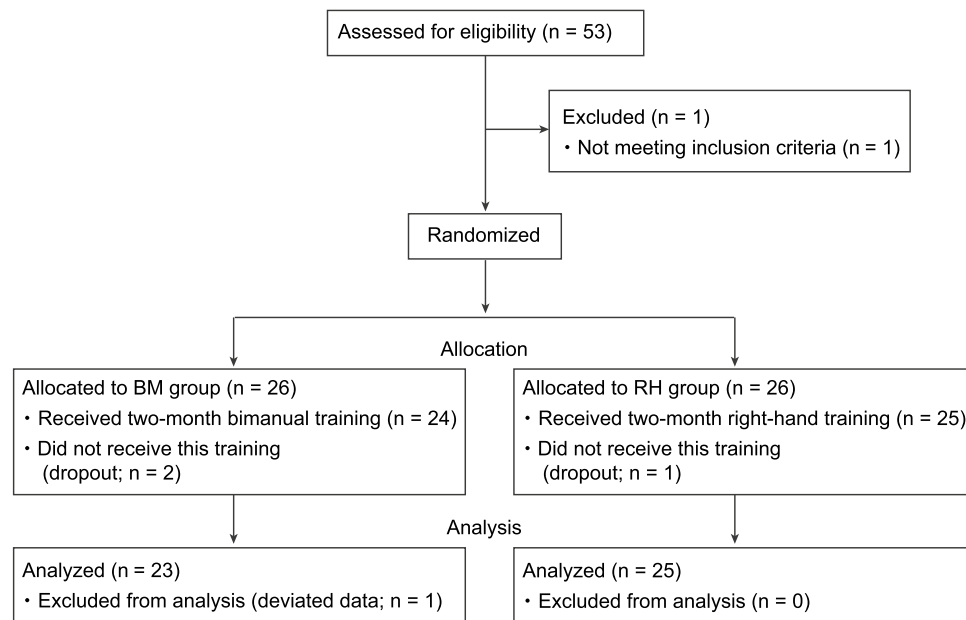 Assessed for eligibility (n = 53)
Excluded (n = 1)
・Not meeting inclusion criteria (n = 1)
Randomized
Allocation
Allocated to BM group (n = 26)
・Received two-month bimanual training (n = 24)
・Did not receive this training
(dropout; n = 2)
Allocated to RH group (n = 26)
・Received two-month right-hand training (n = 25)
・Did not receive this training
(dropout; n = 1)
Analysis
Analyzed (n = 23)
・Excluded from analysis (deviated data; n = 1)
Analyzed (n = 25)
・Excluded from analysis (n = 0)